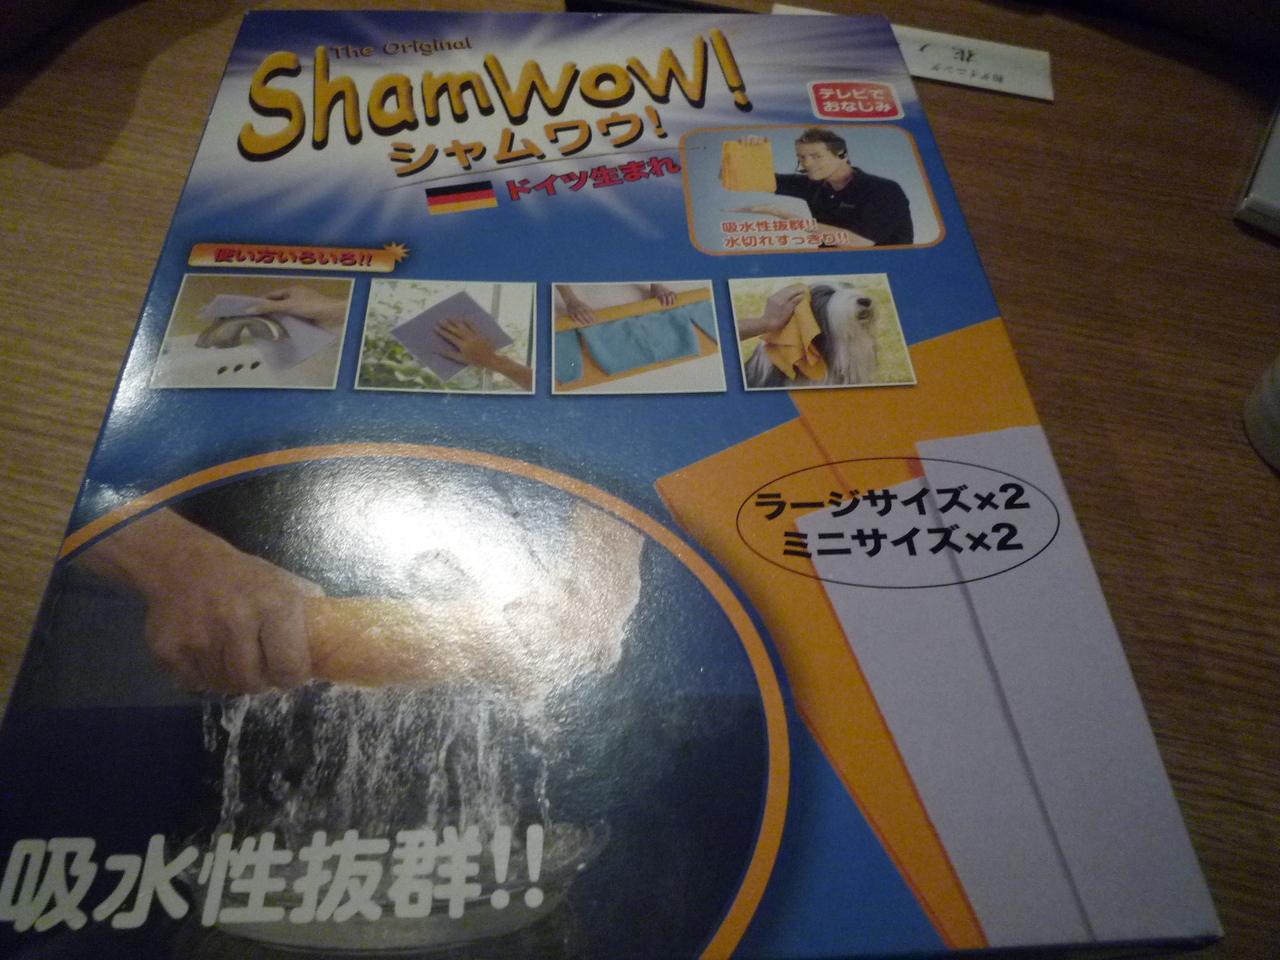 The Original
ShamWow!
シャムワウ!
ドイツ生まれ
テレビで
おなじみ
吸水性抜群!!
水切れすっきり!!
使い方いろいろ!!
ラージサイズ×2
ミニサイズ×2
吸水性抜群!!